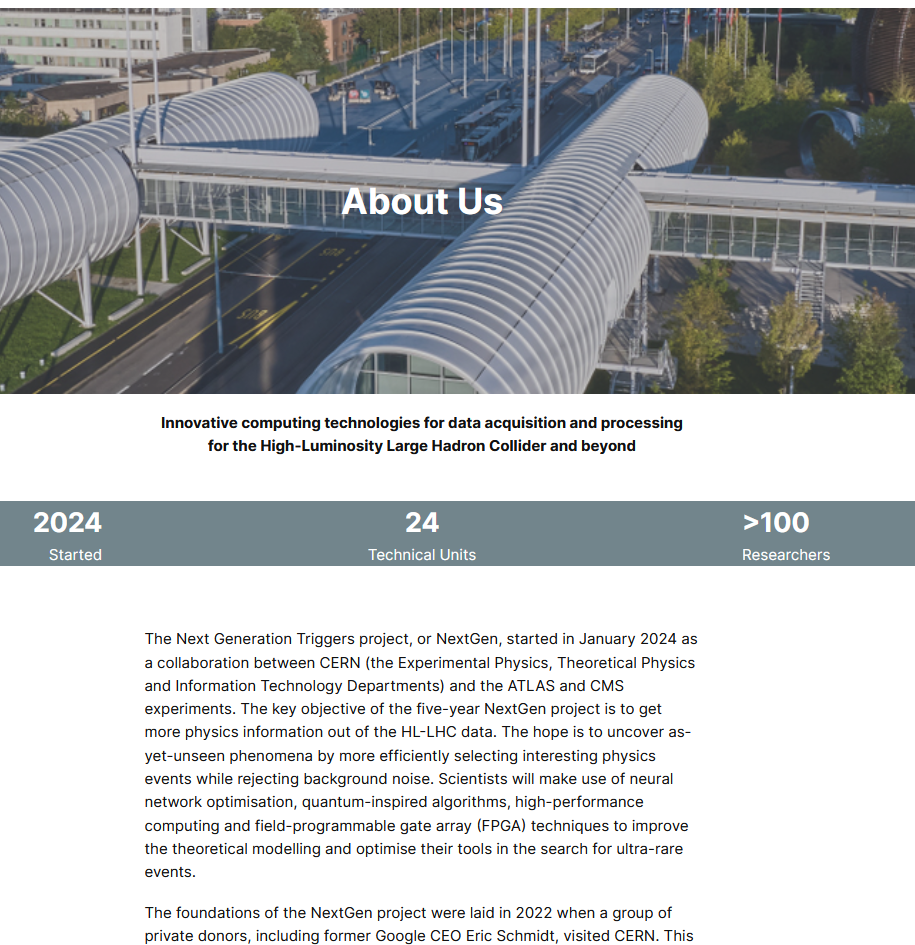 About Us
Innovative computing technologies for data acquisition and processing
for the High-Luminosity Large Hadron Collider and beyond
2024
Started
24
Technical Units
>100
Researchers
The Next Generation Triggers project, or NextGen, started in January 2024 as
a collaboration between CERN (the Experimental Physics, Theoretical Physics
and Information Technology Departments) and the ATLAS and CMS
experiments. The key objective of the five-year NextGen project is to get
more physics information out of the HL-LHC data. The hope is to uncover as-
yet-unseen phenomena by more efficiently selecting interesting physics
events while rejecting background noise. Scientists will make use of neural
network optimisation, quantum-inspired algorithms, high-performance
computing and field-programmable gate array (FPGA) techniques to improve
the theoretical modelling and optimise their tools in the search for ultra-rare
events.
The foundations of the NextGen project were laid in 2022 when a group of
private donors, including former Google CEO Eric Schmidt, visited CERN. This